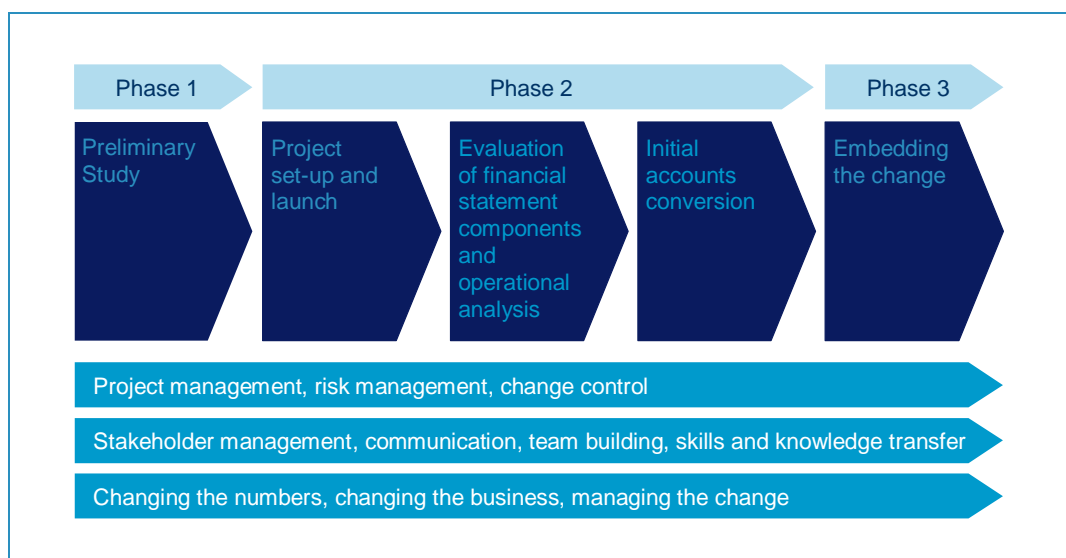 Phase 1
Phase 2
Phase 3
Preliminary
Study
Project
set-up and
launch
Evaluation
of financial
statement
components
and
operational
analysis
Initial
accounts
conversion
Embedding
the change
Project management, risk management, change control
Stakeholder management, communication, team building, skills and knowledge transfer
Changing the numbers, changing the business, managing the change